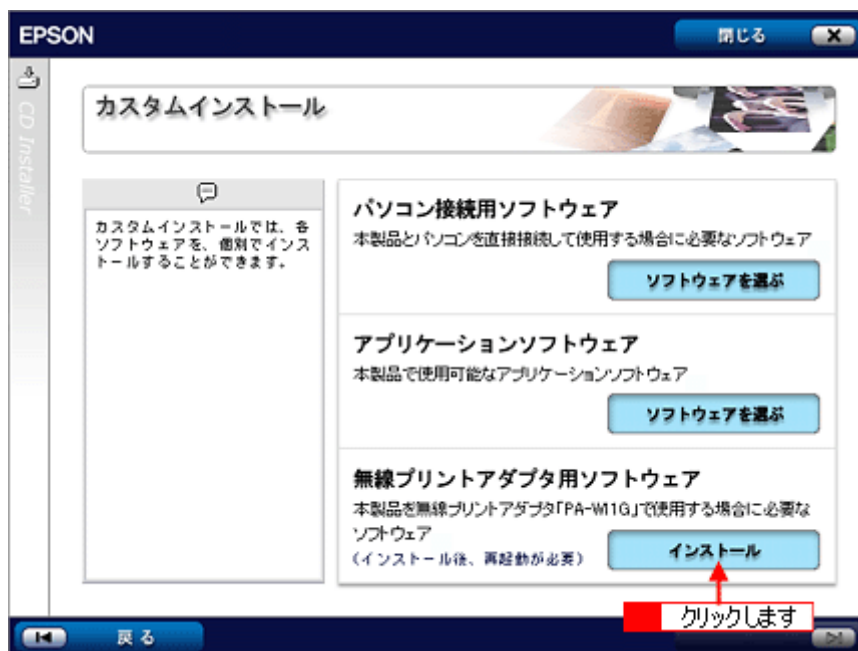 EPSON
閉じる
CD Installer
カスタムインストール
カスタムインストールでは、各
ソフトウェアを、個別でインス
トールすることができます。
パソコン接続用ソフトウェア
本製品とパソコンを直接接続して使用する場合に必要なソフトウェア
ソフトウェアを選ぶ
アプリケーションソフトウェア
本製品で使用可能なアプリケーションソフトウェア
ソフトウェアを選ぶ
無線プリントアダプタ用ソフトウェア
本製品を無線プリントアダプタ「PA-W11G」で使用する場合に必要な
ソフトウェア
（インストール後、再起動が必要）
インストール
クリックします
戻る